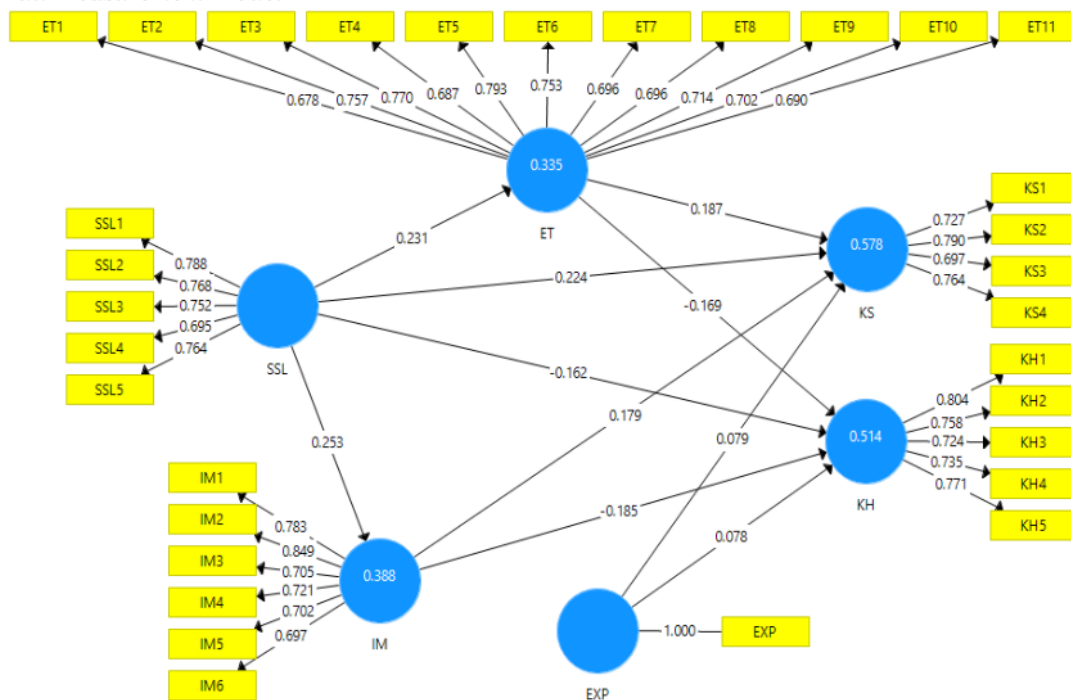 ET1 ET2 ET3 ET4 ET5 ET6 ET7 ET8 ET9 ET10 ET11
0.678 0.757 0.770 0.687 0.793 0.753 0.696 0.696 0.714 0.702 0.690
0.335
ET
SSL1
SSL2
SSL3
SSL4
SSL5
0.788
0.768
0.752
0.695
0.764
SSL
0.231
0.187
0.224
-0.169
-0.162
0.253
0.179
0.079
-0.185
0.078
0.578
KS
0.727
0.790
0.697
0.764
KS1
KS2
KS3
KS4
0.514
KH
0.804
0.758
0.724
0.735
0.771
KH1
KH2
KH3
KH4
KH5
IM1
IM2
IM3
IM4
IM5
IM6
0.783
0.849
0.705
0.721
0.702
0.697
0.388
IM
EXP
1.000
EXP